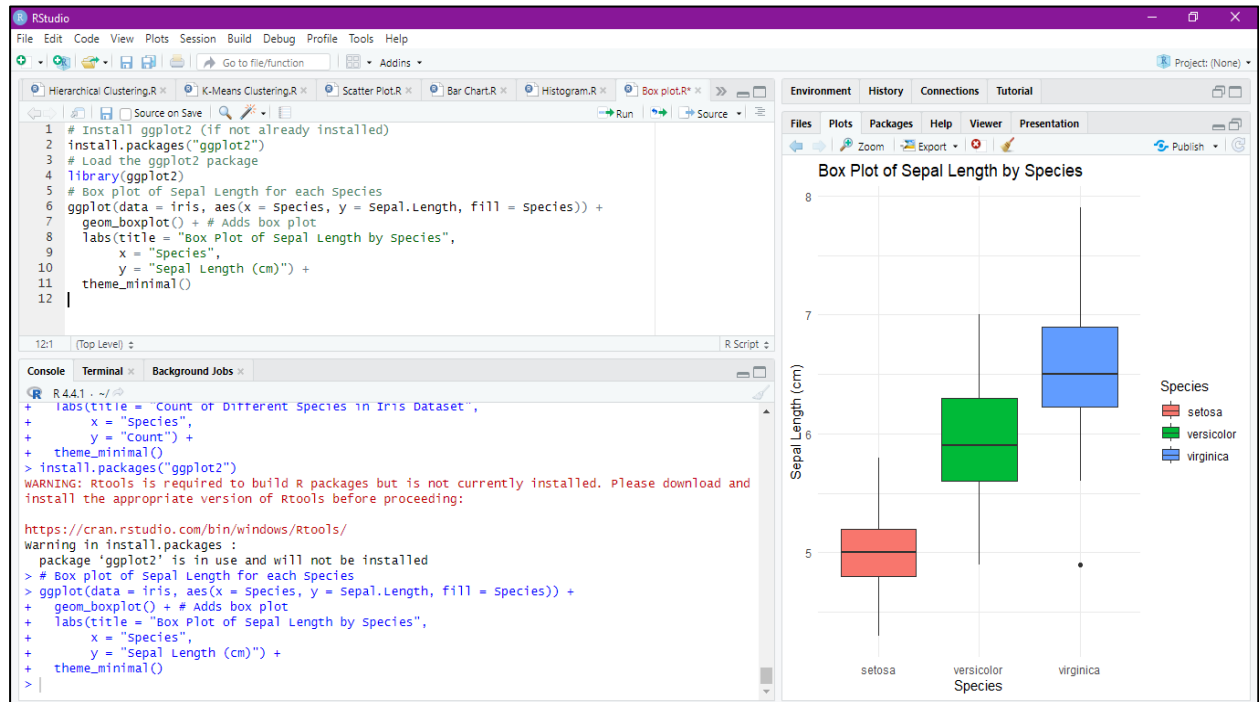 RStudio
File Edit Code View Plots Session Build Debug Profile Tools Help
Go to file/function
Addins
Project: (None)
Hierarchical Clustering.R
K-Means Clustering.R
Scatter Plot.R
Bar Chart.R
Histogram.R
Box plot.R*
Source on Save
Run
Source
1 # Install ggplot2 (if not already installed)
2 install.packages("ggplot2")
3 # Load the ggplot2 package
4 library(ggplot2)
5 # Box plot of Sepal Length for each Species
6 ggplot(data = iris, aes(x = Species, y = Sepal.Length, fill = Species)) +
7   geom_boxplot() + # Adds box plot
8   labs(title = "Box Plot of Sepal Length by Species",
9        x = "Species",
10        y = "Sepal Length (cm)") +
11   theme_minimal()
12
12:1 (Top Level) R Script
Console Terminal Background Jobs
R 4.4.1 · ~/
+   labs(title = "Count of Different Species in Iris Dataset",
+        x = "Species",
+        y = "Count") +
+   theme_minimal()
> install.packages("ggplot2")
WARNING: Rtools is required to build R packages but is not currently installed. Please download and
install the appropriate version of Rtools before proceeding:
https://cran.rstudio.com/bin/windows/Rtools/
Warning in install.packages :
  package ‘ggplot2’ is in use and will not be installed
> # Box plot of Sepal Length for each Species
> ggplot(data = iris, aes(x = Species, y = Sepal.Length, fill = Species)) +
+   geom_boxplot() + # Adds box plot
+   labs(title = "Box Plot of Sepal Length by Species",
+        x = "Species",
+        y = "Sepal Length (cm)") +
+   theme_minimal()
>
Environment History Connections Tutorial
Files Plots Packages Help Viewer Presentation
Zoom Export Publish
Box Plot of Sepal Length by Species
8
7
6
5
Sepal Length (cm)
setosa versicolor virginica
Species
Species
setosa
versicolor
virginica